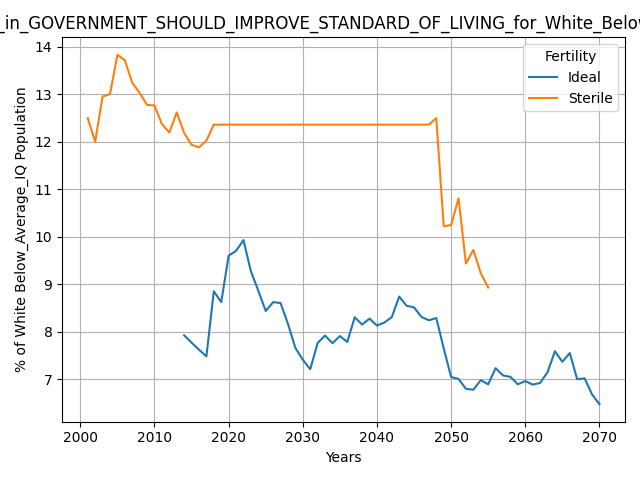 _in_GOVERNMENT_SHOULD_IMPROVE_STANDARD_OF_LIVING_for_White_Below
Fertility
Ideal
Sterile
% of White Below_Average_IQ Population
14
13
12
11
10
9
8
7
2000 2010 2020 2030 2040 2050 2060 2070
Years